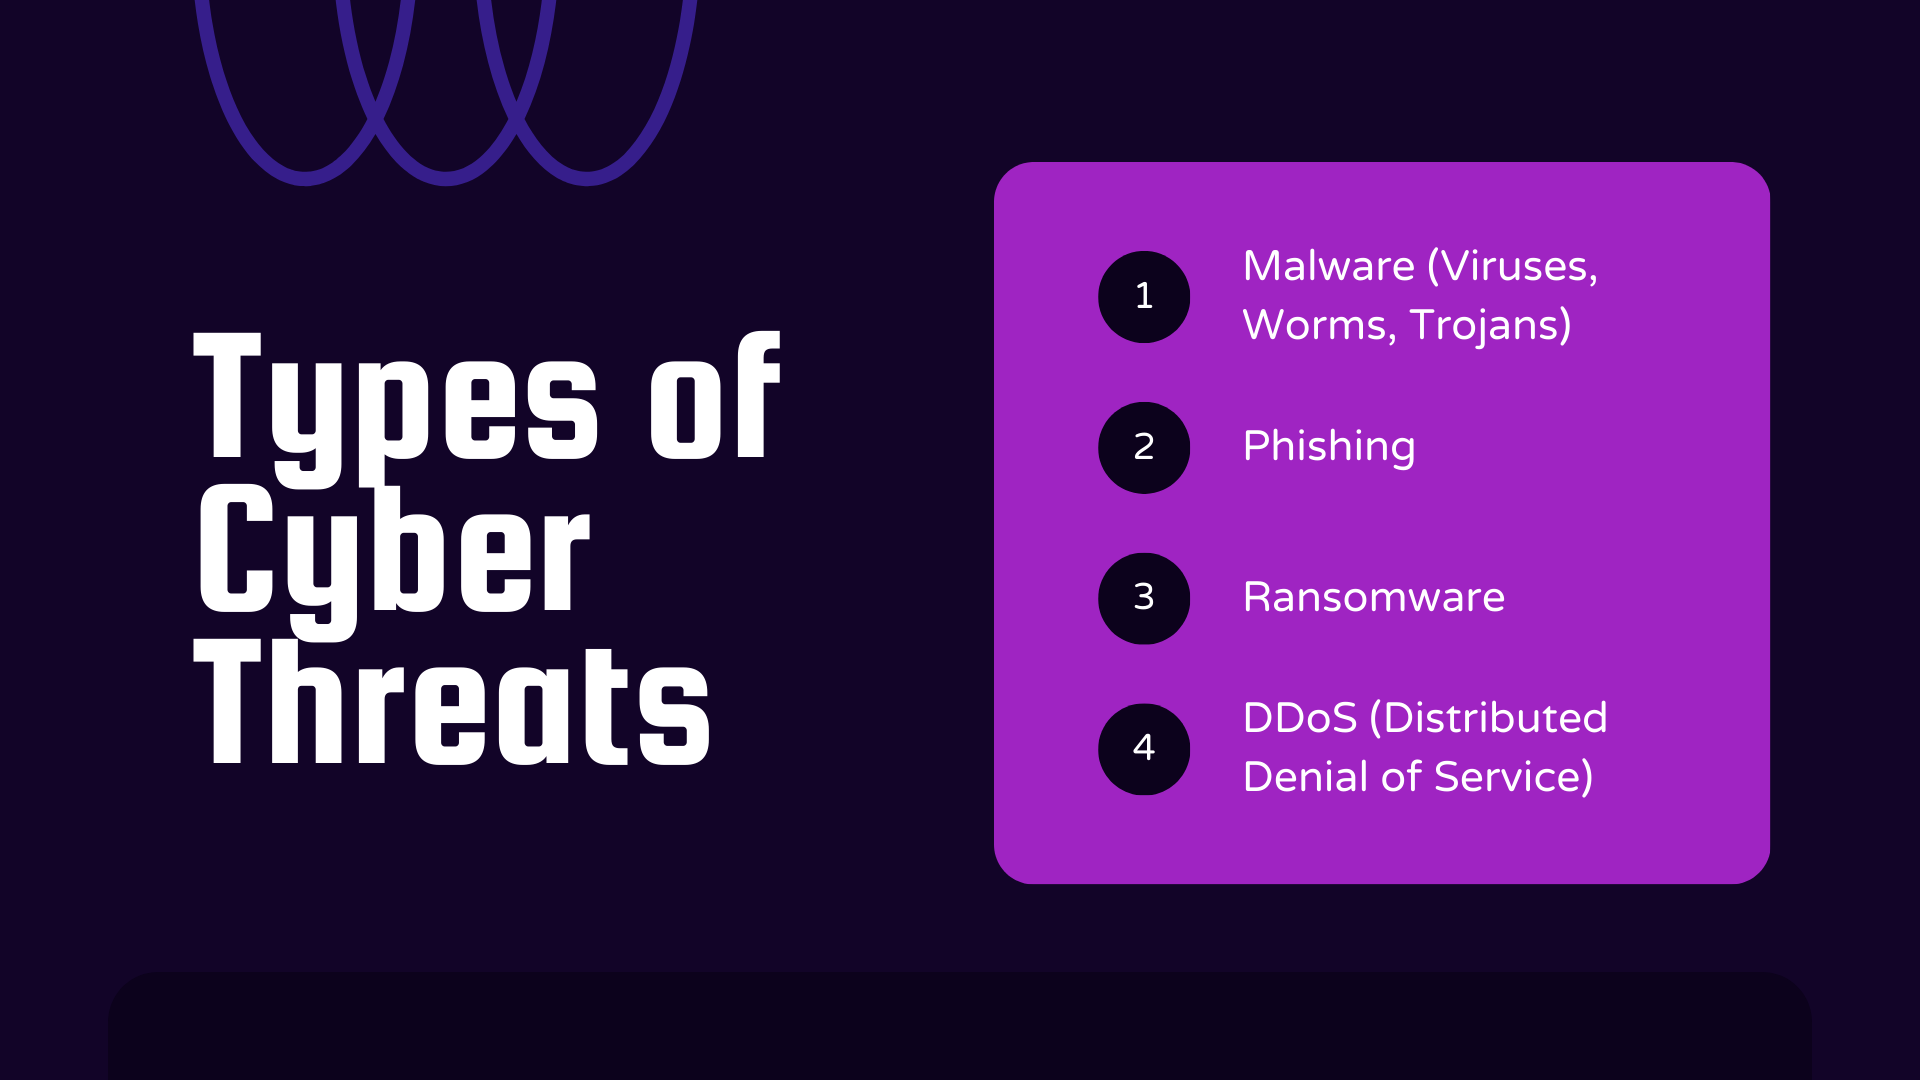 Types of
Cyber
Threats
1
Malware (Viruses,
Worms, Trojans)
2
Phishing
3
Ransomware
4
DDoS (Distributed
Denial of Service)